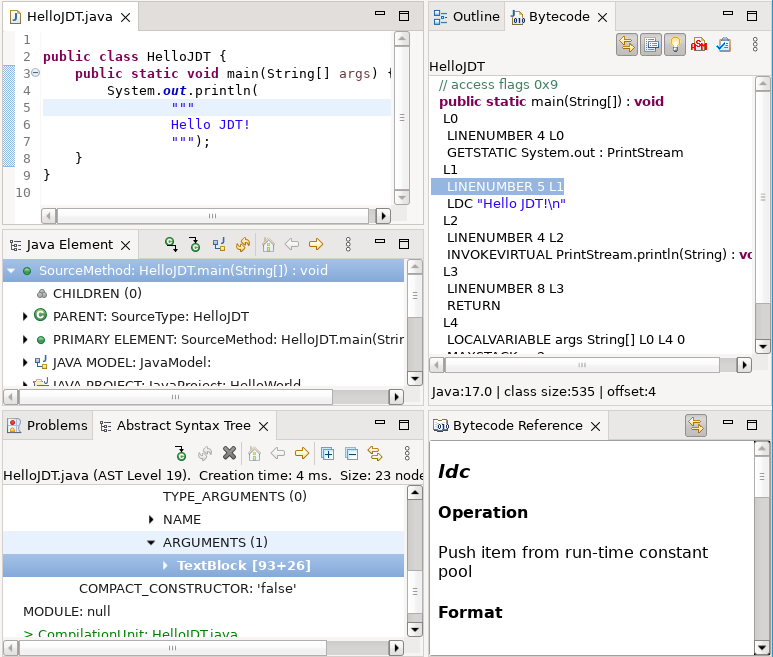 HelloJDT.java
1
2 public class HelloJDT {
3 public static void main(String[] args) {
4 System.out.println(
5 """
6 Hello JDT!
7 """);
8 }
9 }
10
Outline
Bytecode
HelloJDT
// access flags 0x9
public static main(String[]) : void
L0
LINENUMBER 4 L0
GETSTATIC System.out : PrintStream
L1
LINENUMBER 5 L1
LDC "Hello JDT!\n"
L2
LINENUMBER 4 L2
INVOKEVIRTUAL PrintStream.println(String) : vo
L3
LINENUMBER 8 L3
RETURN
L4
LOCALVARIABLE args String[] L0 L4 0
MAXSTACK = 2
Java:17.0 | class size:535 | offset:4
Java Element
SourceMethod: HelloJDT.main(String[]) : void
CHILDREN (0)
PARENT: SourceType: HelloJDT
PRIMARY ELEMENT: SourceMethod: HelloJDT.main(Strin
JAVA MODEL: JavaModel:
JAVA PROJECT: JavaProject: HelloWorld
Problems
Abstract Syntax Tree
HelloJDT.java (AST Level 19). Creation time: 4 ms. Size: 23 node
TYPE_ARGUMENTS (0)
NAME
ARGUMENTS (1)
TextBlock [93+26]
COMPACT_CONSTRUCTOR: 'false'
MODULE: null
> CompilationUnit: HelloJDT.java
Bytecode Reference
ldc
Operation
Push item from run-time constant
pool
Format